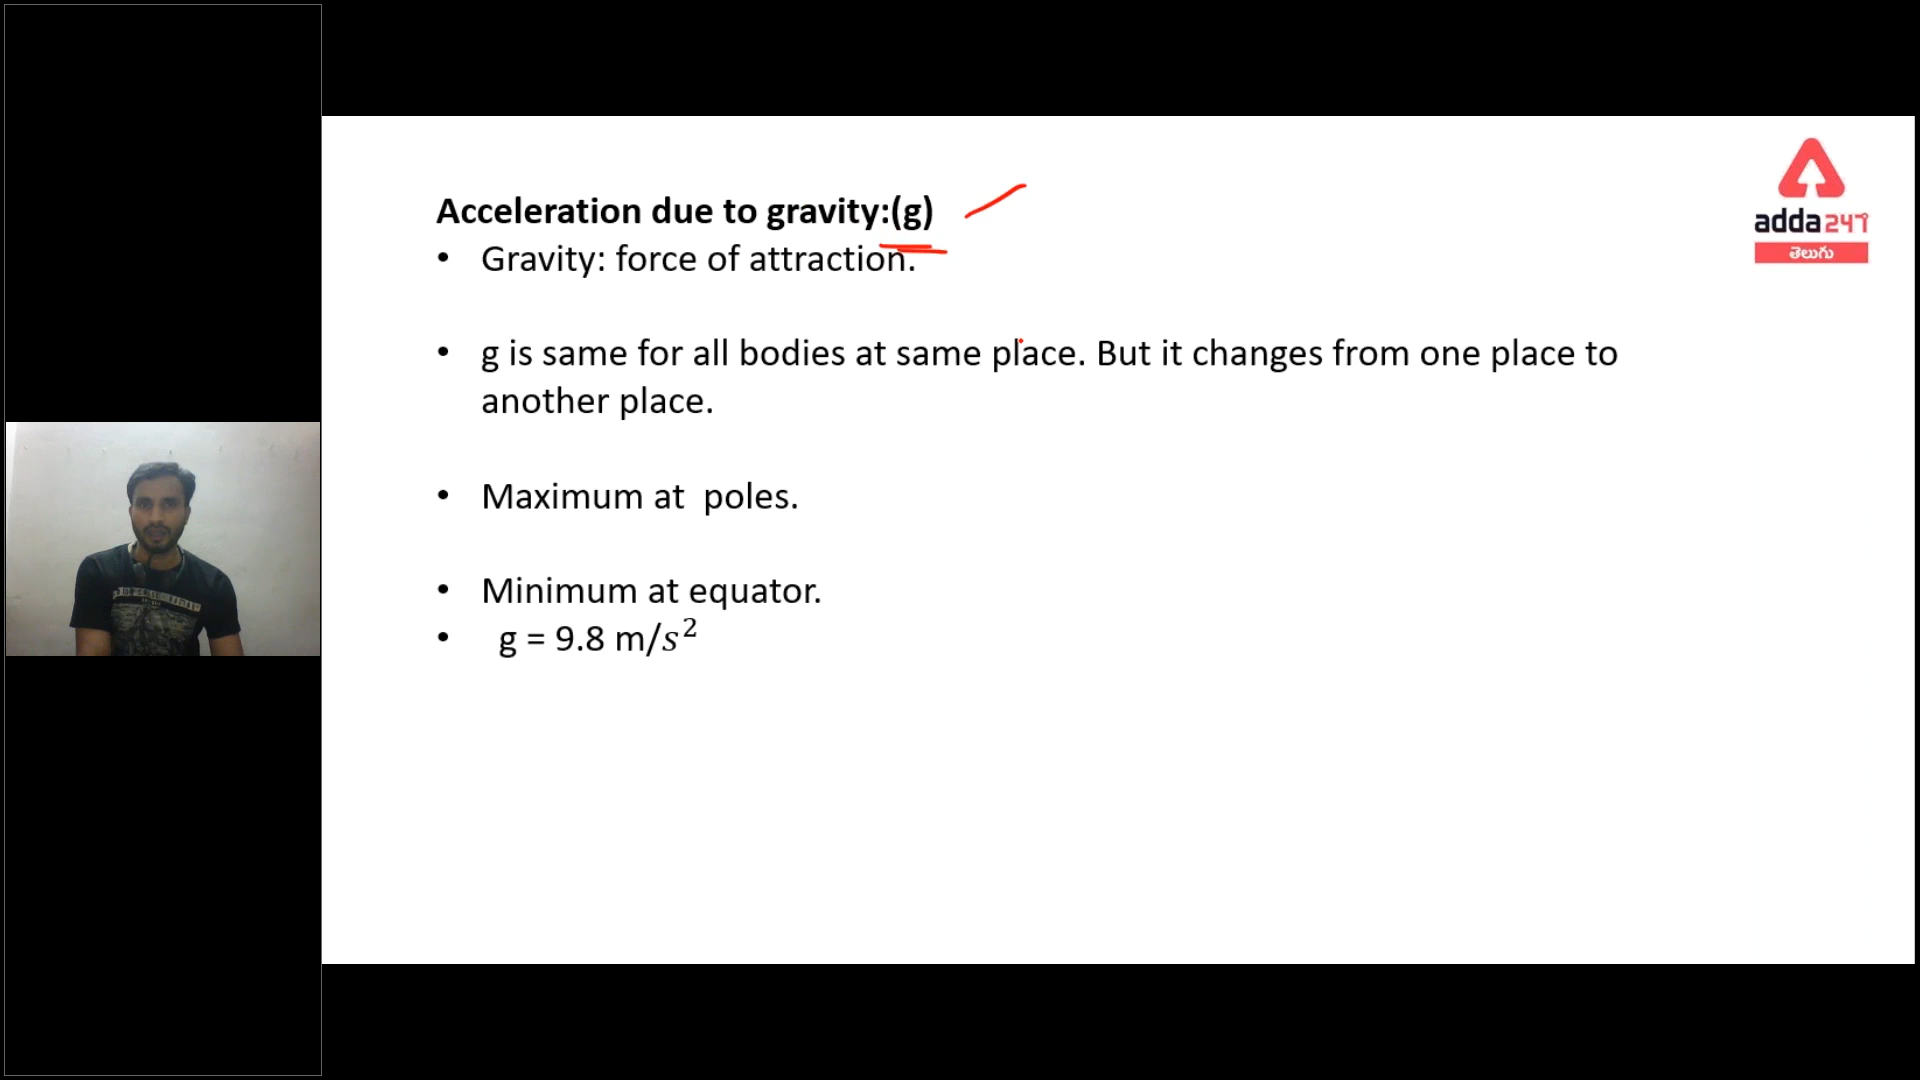 Acceleration due to gravity:(g)
• Gravity: force of attraction.
• g is same for all bodies at same place. But it changes from one place to
another place.
• Maximum at poles.
• Minimum at equator.
• g = 9.8 m/s²
adda247
తెలుగు